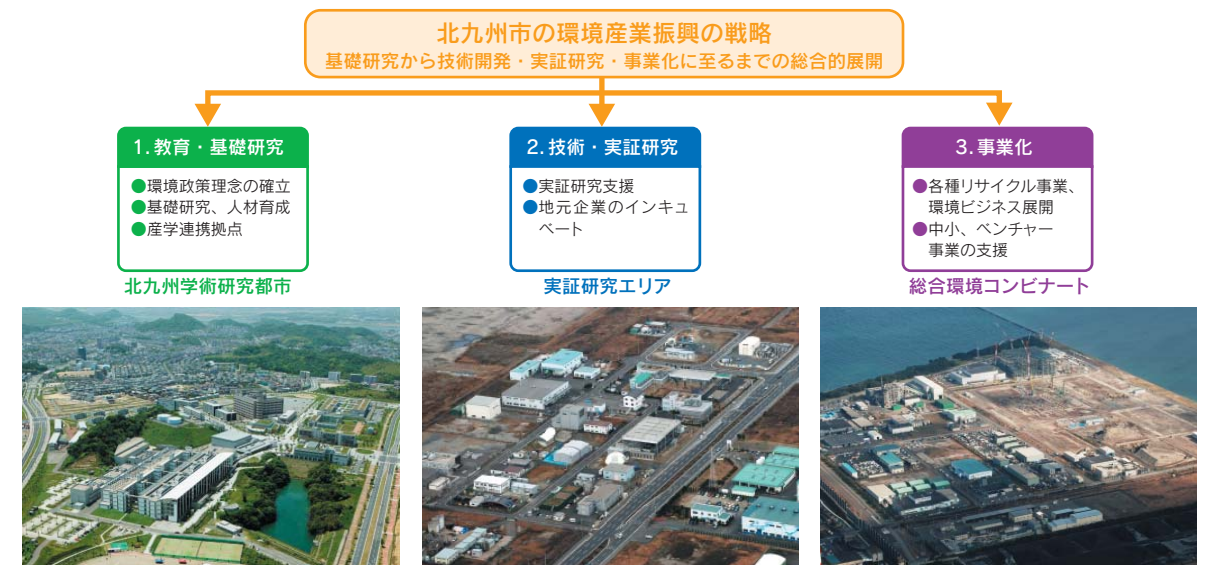 北九州市の環境産業振興の戦略
基礎研究から技術開発・実証研究・事業化に至るまでの総合的展開
1.教育・基礎研究
●環境政策理念の確立
●基礎研究、人材育成
●産学連携拠点
北九州学術研究都市
2.技術・実証研究
●実証研究支援
●地元企業のインキュ
ベート
実証研究エリア
3.事業化
●各種リサイクル事業、
環境ビジネス展開
●中小、ベンチャー
事業の支援
総合環境コンビナート